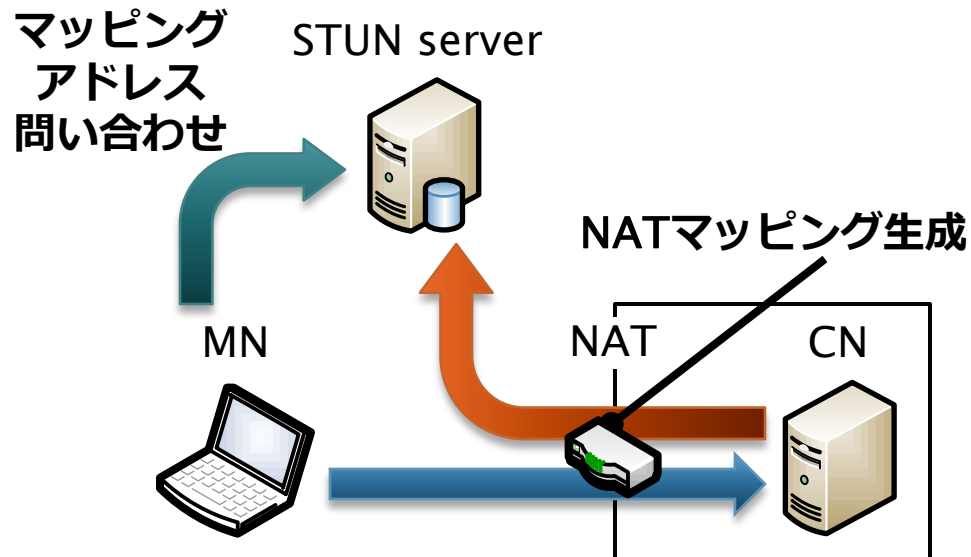 マッピング
アドレス
問い合わせ
STUN server
NATマッピング生成
MN
NAT
CN